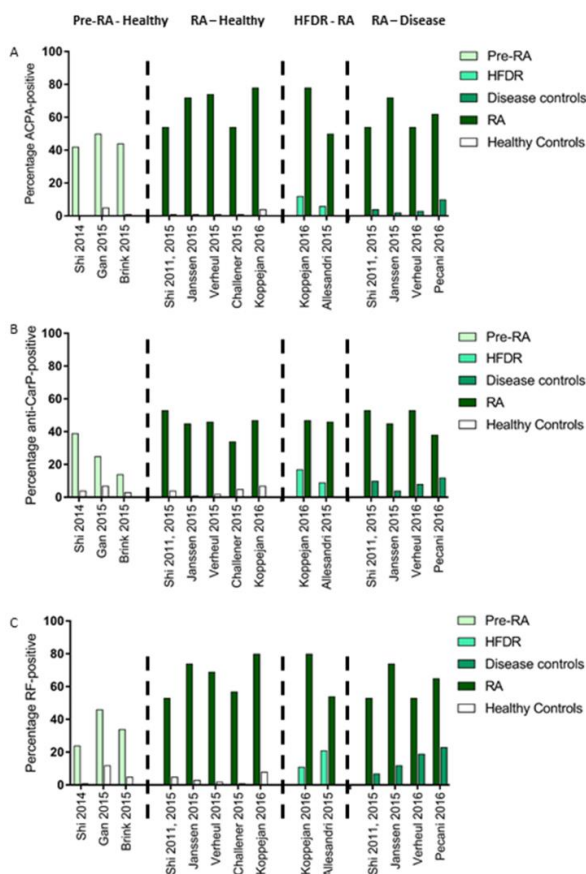 Pre-RA - Healthy RA – Healthy HFDR - RA RA – Disease
A
Percentage ACPA-positive
100
80
60
40
20
0
Shi 2014
Gan 2015
Brink 2015
Shi 2011, 2015
Janssen 2015
Verheul 2015
Challener 2015
Koppejan 2016
Koppejan 2016
Allesandri 2015
Shi 2011, 2015
Janssen 2015
Verheul 2016
Pecani 2016
Pre-RA
HFDR
Disease controls
RA
Healthy Controls
B
Percentage anti-CarP-positive
100
80
60
40
20
0
Shi 2014
Gan 2015
Brink 2015
Shi 2011, 2015
Janssen 2015
Verheul 2015
Challener 2015
Koppejan 2016
Koppejan 2016
Allesandri 2015
Shi 2011, 2015
Janssen 2015
Verheul 2016
Pecani 2016
Pre-RA
HFDR
Disease controls
RA
Healthy Controls
C
Percentage RF-positive
100
80
60
40
20
0
Shi 2014
Gan 2015
Brink 2015
Shi 2011, 2015
Janssen 2015
Verheul 2015
Challener 2015
Koppejan 2016
Koppejan 2016
Allesandri 2015
Shi 2011, 2015
Janssen 2015
Verheul 2016
Pecani 2016
Pre-RA
HFDR
Disease controls
RA
Healthy Controls